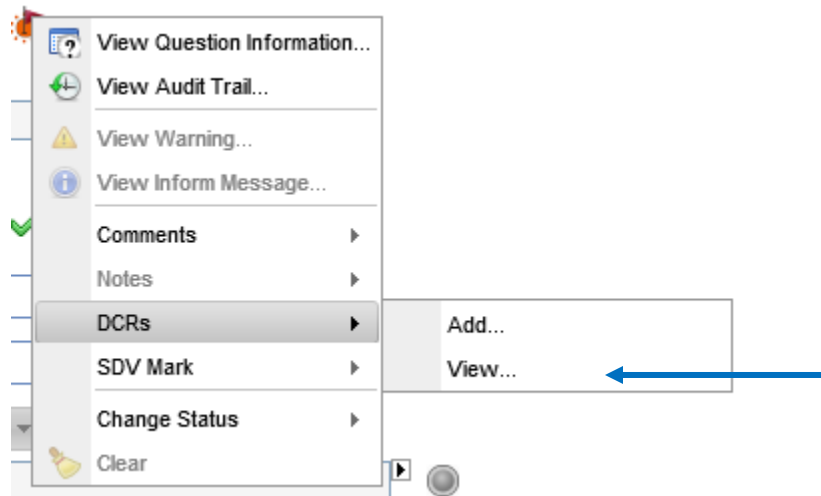 View Question Information...
View Audit Trail...
View Warning...
View Inform Message...
Comments
Notes
DCRs
Add...
SDV Mark
View...
Change Status
Clear